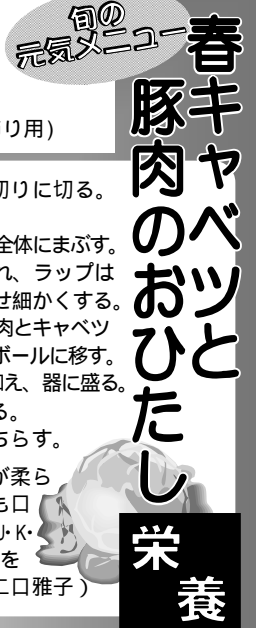 旬の
元気メニュー
春キャベツと
豚肉のおひたし
り用)
切りに切る。
全体にまぶす。
れ、ラップは
せ細かくする。
肉とキャベツ
ボールに移す。
加え、器に盛る。
る。
ちらす。
が柔ら
も口
U・K・
を
二口雅子)
栄養